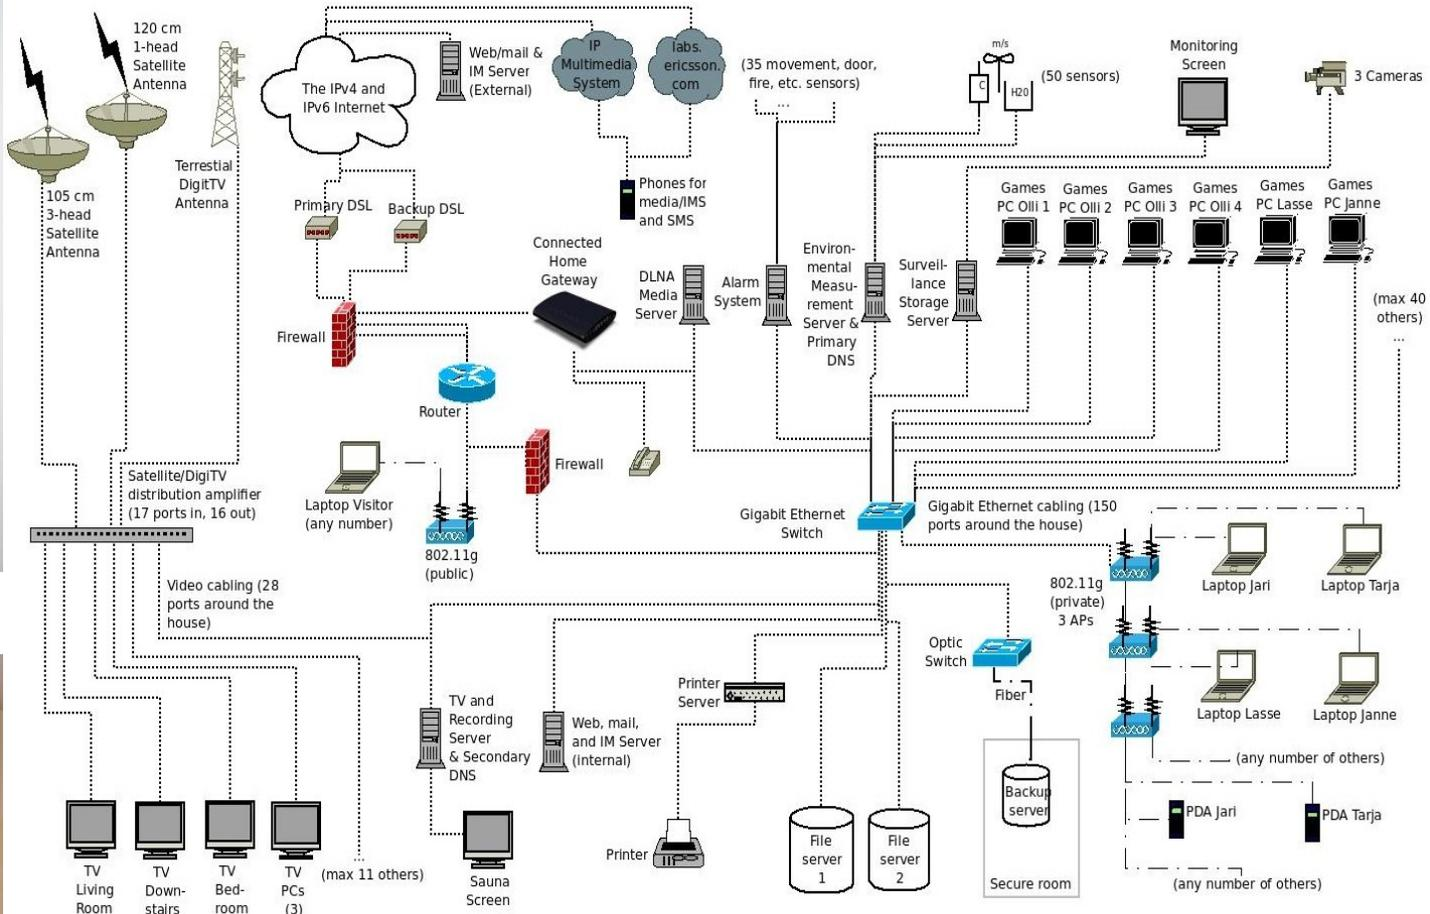 120 cm
1-head
Satellite
Antenna
105 cm
3-head
Satellite
Antenna
Terrestial
DigitTV
Antenna
The IPv4 and
IPv6 Internet
Web/mail &
IM Server
(External)
IP
Multimedia
System
labs.
ericsson.
com
Phones for
media/IMS
and SMS
(35 movement, door,
fire, etc. sensors)
...
m/s
C
H20
(50 sensors)
Monitoring
Screen
3 Cameras
Primary DSL
Backup DSL
Firewall
Connected
Home
Gateway
Router
DLNA
Media
Server
Alarm
System
Environ-
mental
Measu-
rement
Server &
Primary
DNS
Surveil-
lance
Storage
Server
Games
PC Olli 1
Games
PC Olli 2
Games
PC Olli 3
Games
PC Olli 4
Games
PC Lasse
Games
PC Janne
(max 40
others)
...
Satellite/DigiTV
distribution amplifier
(17 ports in, 16 out)
Laptop Visitor
(any number)
802.11g
(public)
Firewall
Gigabit Ethernet
Switch
Gigabit Ethernet cabling (150
ports around the house)
802.11g
(private)
3 APs
Laptop Jari
Laptop Tarja
Laptop Lasse
Laptop Janne
(any number of others)
PDA Jari
PDA Tarja
(any number of others)
Video cabling (28
ports around the
house)
TV and
Recording
Server
& Secondary
DNS
Web, mail,
and IM Server
(internal)
Printer
Server
Optic
Switch
Fiber
Backup
server
Secure room
TV
Living
Room
TV
Down-
stairs
TV
Bed-
room
TV
PCs
(3)
...
(max 11 others)
Sauna
Screen
Printer
File
server
1
File
server
2